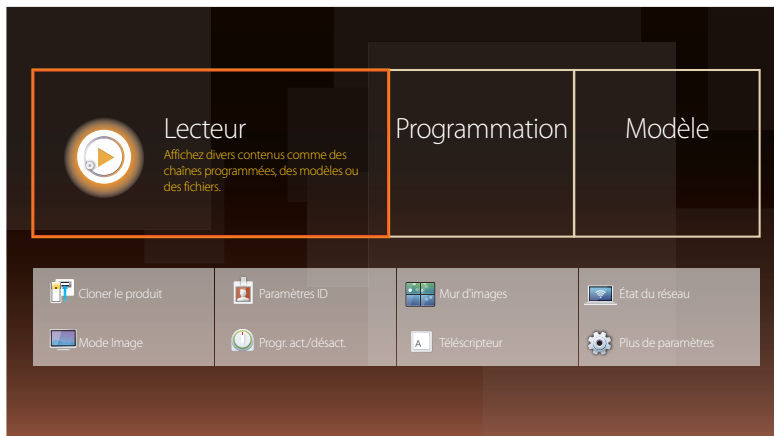 Lecteur
Affichez divers contenus comme des
chaînes programmées, des modèles ou
des fichiers.
Programmation
Modèle
Cloner le produit
Paramètres ID
Mur d'images
État du réseau
Mode Image
Progr. act./désact.
A
Téléscripteur
Plus de paramètres